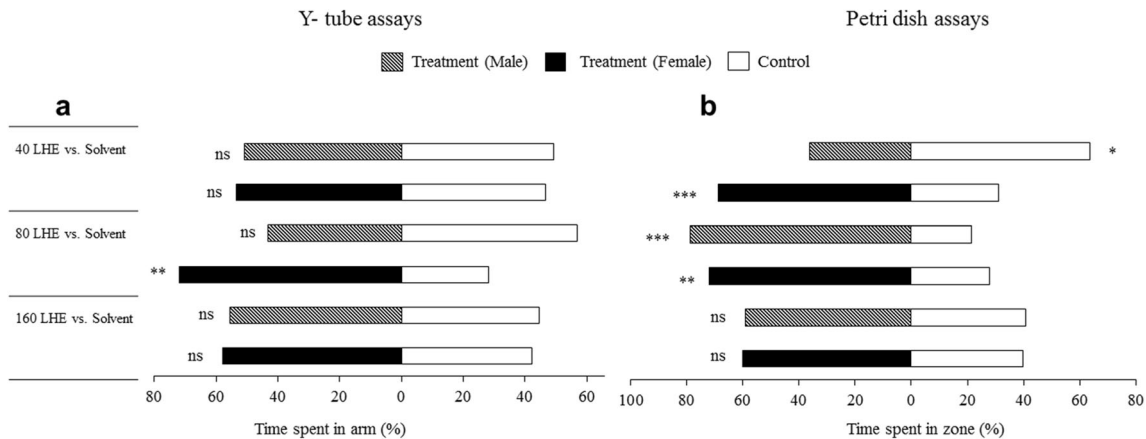 Y- tube assays
Petri dish assays
Treatment (Male) Treatment (Female) Control
a
b
40 LHE vs. Solvent
ns
*
ns
***
80 LHE vs. Solvent
ns
***
**
**
160 LHE vs. Solvent
ns
ns
ns
ns
80 60 40 20 0 20 40 60
100 80 60 40 20 0 20 40 60 80
Time spent in arm (%)
Time spent in zone (%)